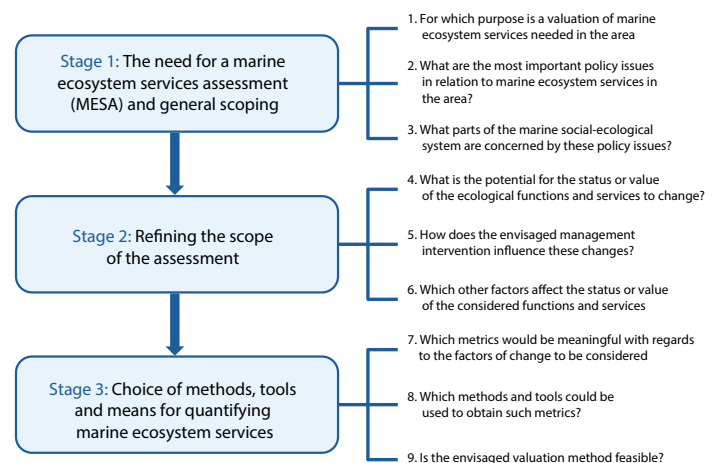 Stage 1: The need for a marine
ecosystem services assessment
(MESA) and general scoping
1. For which purpose is a valuation of marine
ecosystem services needed in the area
2. What are the most important policy issues
in relation to marine ecosystem services in
the area?
3. What parts of the marine social-ecological
system are concerned by these policy issues?
Stage 2: Refining the scope
of the assessment
4. What is the potential for the status or value
of the ecological functions and services to change?
5. How does the envisaged management
intervention influence these changes?
6. Which other factors affect the status or value
of the considered functions and services
Stage 3: Choice of methods, tools
and means for quantifying
marine ecosystem services
7. Which metrics would be meaningful with regards
to the factors of change to be considered
8. Which methods and tools could be
used to obtain such metrics?
9. Is the envisaged valuation method feasible?